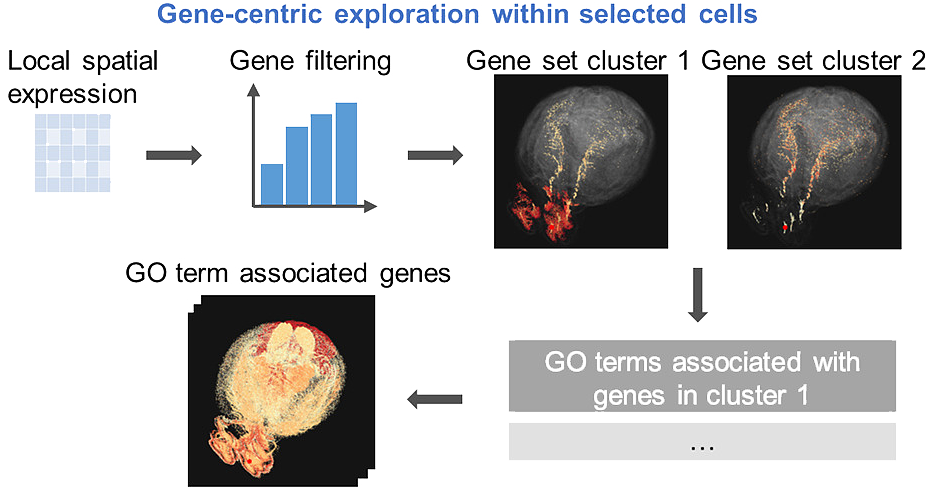 Gene-centric exploration within selected cells
Local spatial
expression
Gene filtering
Gene set cluster 1
Gene set cluster 2
GO term associated genes
GO terms associated with
genes in cluster 1
...